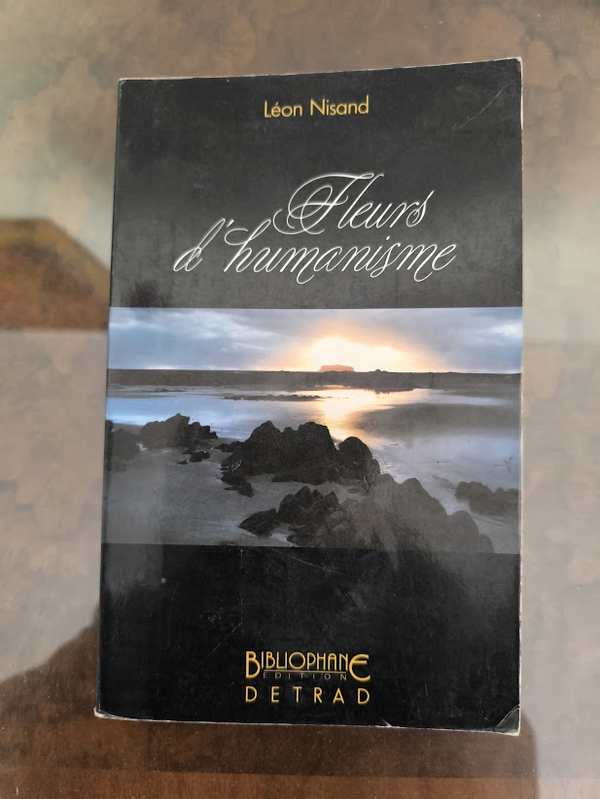 Léon Nisand
Fleurs
d'humanisme
BIBLIOPHANE
EDITION
DETRAD